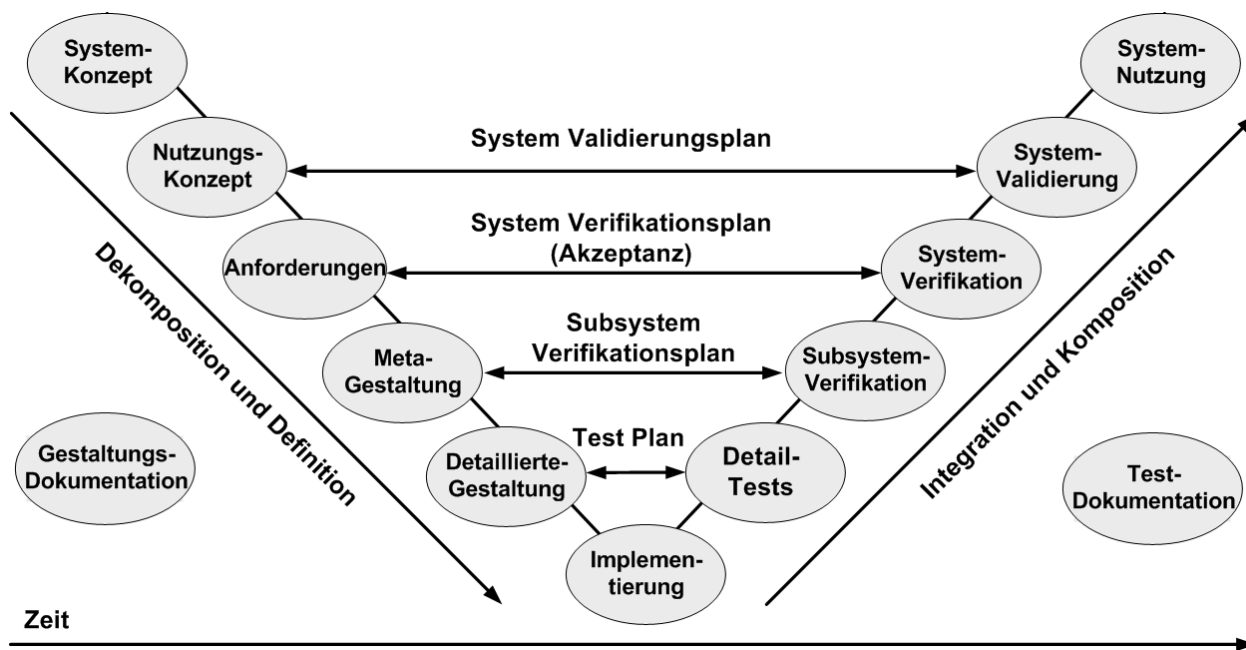 System-
Konzept
System-
Nutzung
Nutzungs-
Konzept
System Validierungsplan
System-
Validierung
Anforderungen
System Verifikationsplan
(Akzeptanz)
System-
Verifikation
Dekomposition und Definition
Integration und Komposition
Meta-
Gestaltung
Subsystem
Verifikationsplan
Subsystem-
Verifikation
Gestaltungs-
Dokumentation
Detaillierte-
Gestaltung
Test Plan
Detail-
Tests
Test-
Dokumentation
Implemen-
tierung
Zeit